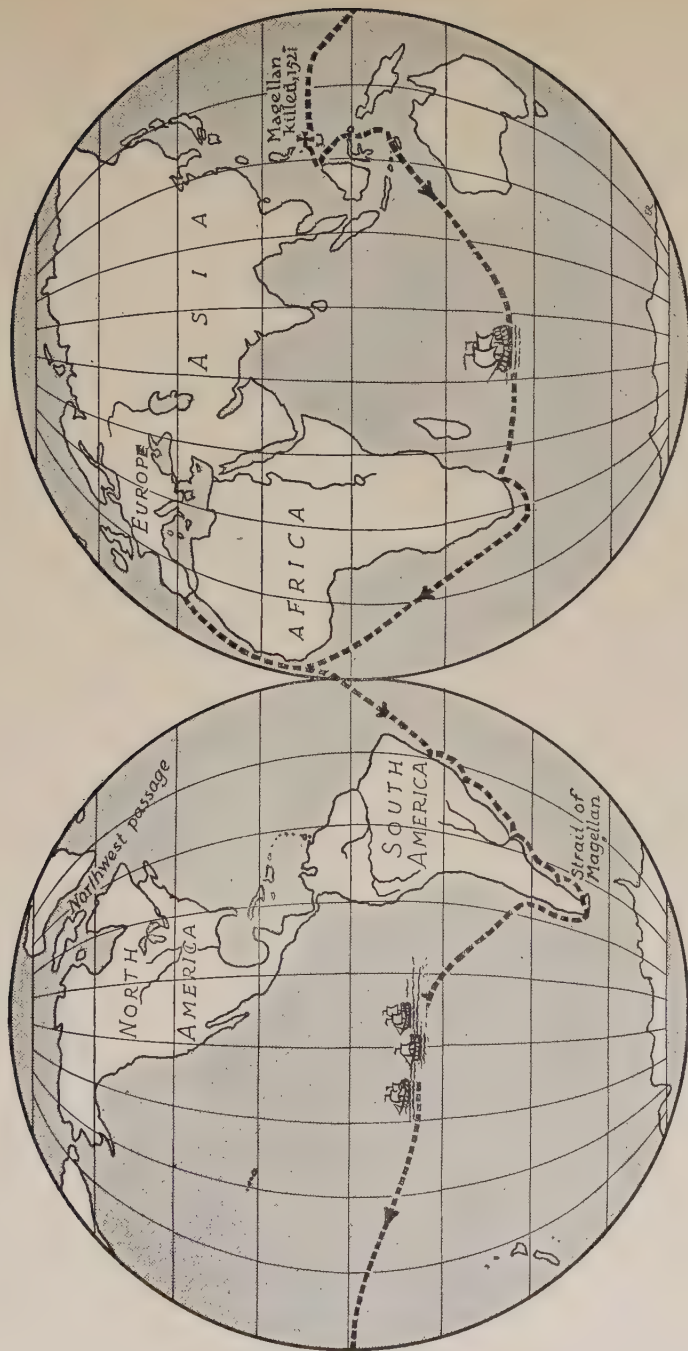 Northwest passage
NORTH
AMERICA
SOUTH
AMERICA
Strait of
Magellan
EUROPE
ASIA
AFRICA
Magellan
killed, 1521